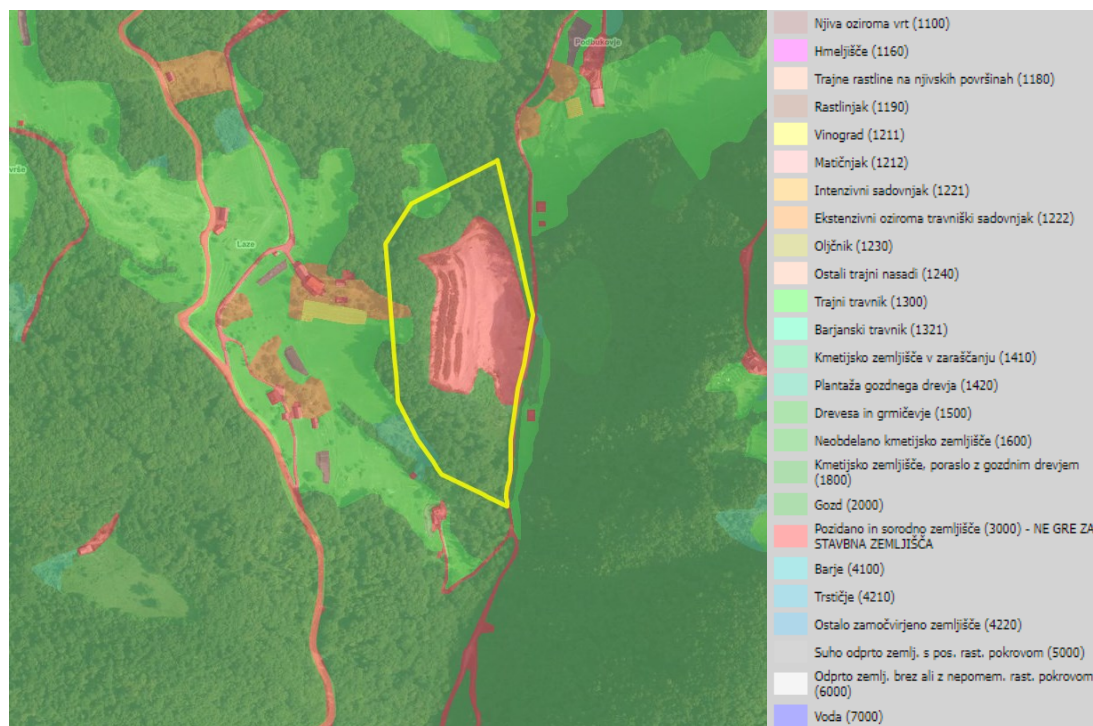 Podbukovje
vrše
Laze
Njiva oziroma vrt (1100)
Hmeljišče (1160)
Trajne rastline na njivskih površinah (1180)
Rastlinjak (1190)
Vinograd (1211)
Matičnjak (1212)
Intenzivni sadovnjak (1221)
Ekstenzivni oziroma travniški sadovnjak (1222)
Oljčnik (1230)
Ostali trajni nasadi (1240)
Trajni travnik (1300)
Barjanski travnik (1321)
Kmetijsko zemljišče v zaraščanju (1410)
Plantaža gozdnega drevja (1420)
Drevesa in grmičevje (1500)
Neobdelano kmetijsko zemljišče (1600)
Kmetijsko zemljišče, poraslo z gozdnim drevjem
(1800)
Gozd (2000)
Pozidano in sorodno zemljišče (3000) - NE GRE ZA
STAVBNA ZEMLJIŠČA
Barje (4100)
Trstičje (4210)
Ostalo zamočvirjeno zemljišče (4220)
Suho odprto zemlj. s pos. rast. pokrovom (5000)
Odprto zemlj. brez ali z nepomem. rast. pokrovom
(6000)
Voda (7000)